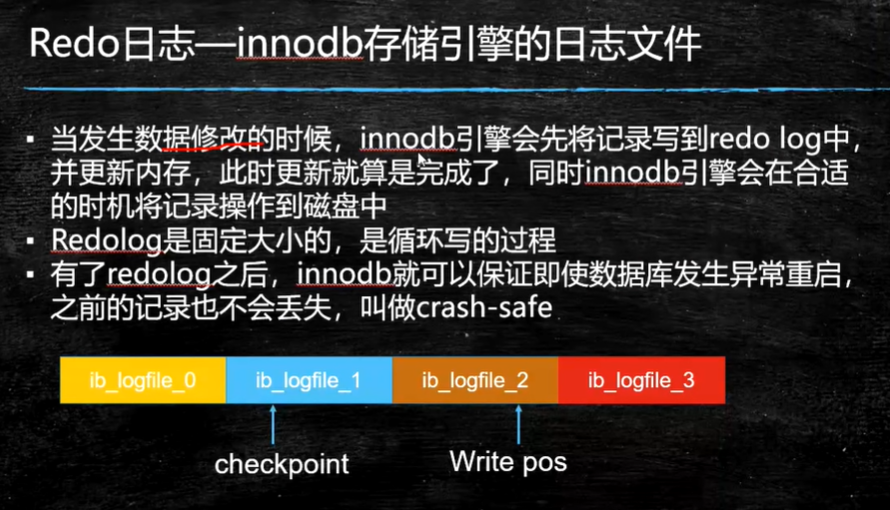 Redo日志—innodb存储引擎的日志文件
▪ 当发生数据修改的时候，innodb引擎会先将记录写到redo log中，
并更新内存，此时更新就算是完成了，同时innodb引擎会在合适
的时机将记录操作到磁盘中
▪ Redolog是固定大小的，是循环写的过程
▪ 有了redolog之后，innodb就可以保证即使数据库发生异常重启，
之前的记录也不会丢失，叫做crash-safe
ib_logfile_0 ib_logfile_1 ib_logfile_2 ib_logfile_3
checkpoint Write pos